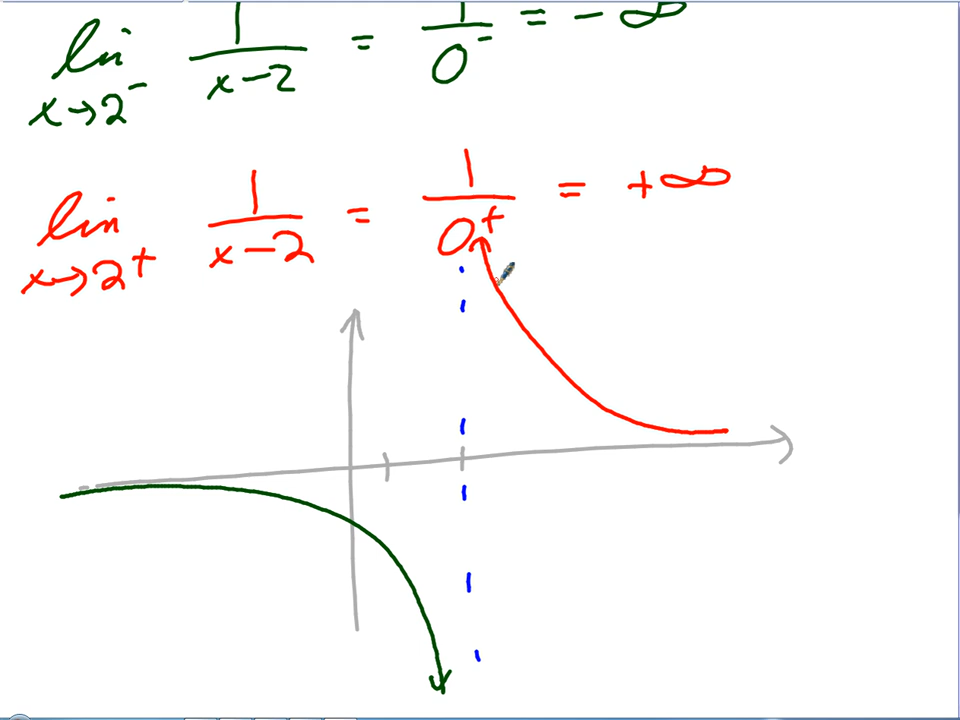 lim x→2⁻ 1/(x-2) = 1/0⁻ = -∞
lim x→2⁺ 1/(x-2) = 1/0⁺ = +∞